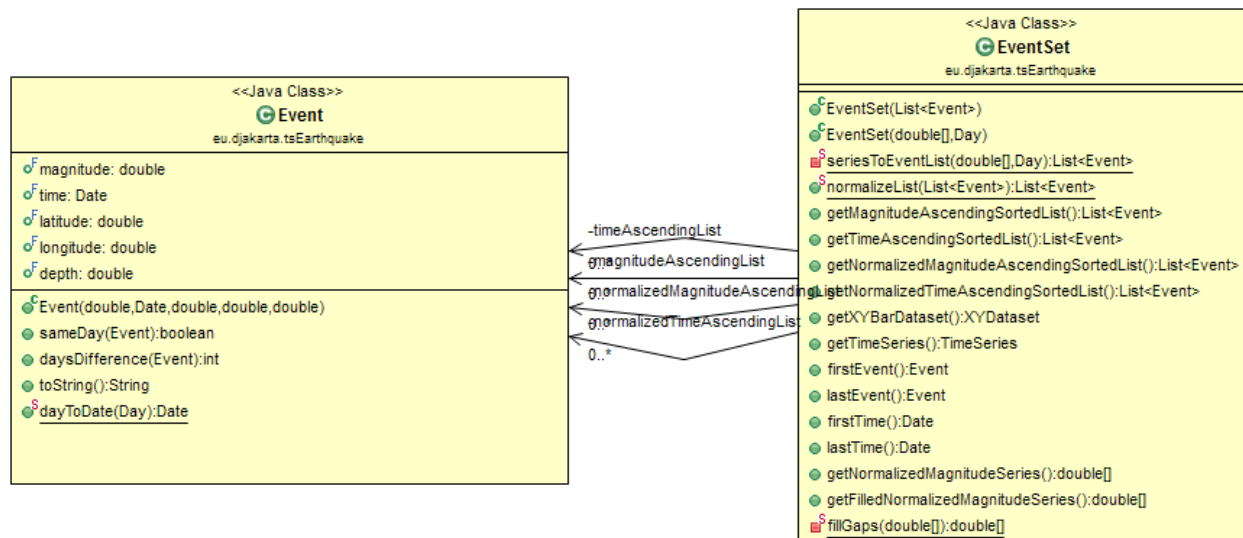 <<Java Class>>
Event
eu.djakarta.tsEarthquake
magnitude: double
time: Date
latitude: double
longitude: double
depth: double
Event(double,Date,double,double,double)
sameDay(Event):boolean
daysDifference(Event):int
toString():String
dayToDate(Day):Date
-timeAscendingList
0..*
-magnitudeAscendingList
0..*
-normalizedMagnitudeAscendingList
0..*
-normalizedTimeAscendingList
0..*
<<Java Class>>
EventSet
eu.djakarta.tsEarthquake
EventSet(List<Event>)
EventSet(double[],Day)
seriesToEventList(double[],Day):List<Event>
normalizeList(List<Event>):List<Event>
getMagnitudeAscendingSortedList():List<Event>
getTimeAscendingSortedList():List<Event>
getNormalizedMagnitudeAscendingSortedList():List<Event>
getNormalizedTimeAscendingSortedList():List<Event>
getXYBarDataset():XYDataset
getTimeSeries():TimeSeries
firstEvent():Event
lastEvent():Event
firstTime():Date
lastTime():Date
getNormalizedMagnitudeSeries():double[]
getFilledNormalizedMagnitudeSeries():double[]
fillGaps(double[]):double[]